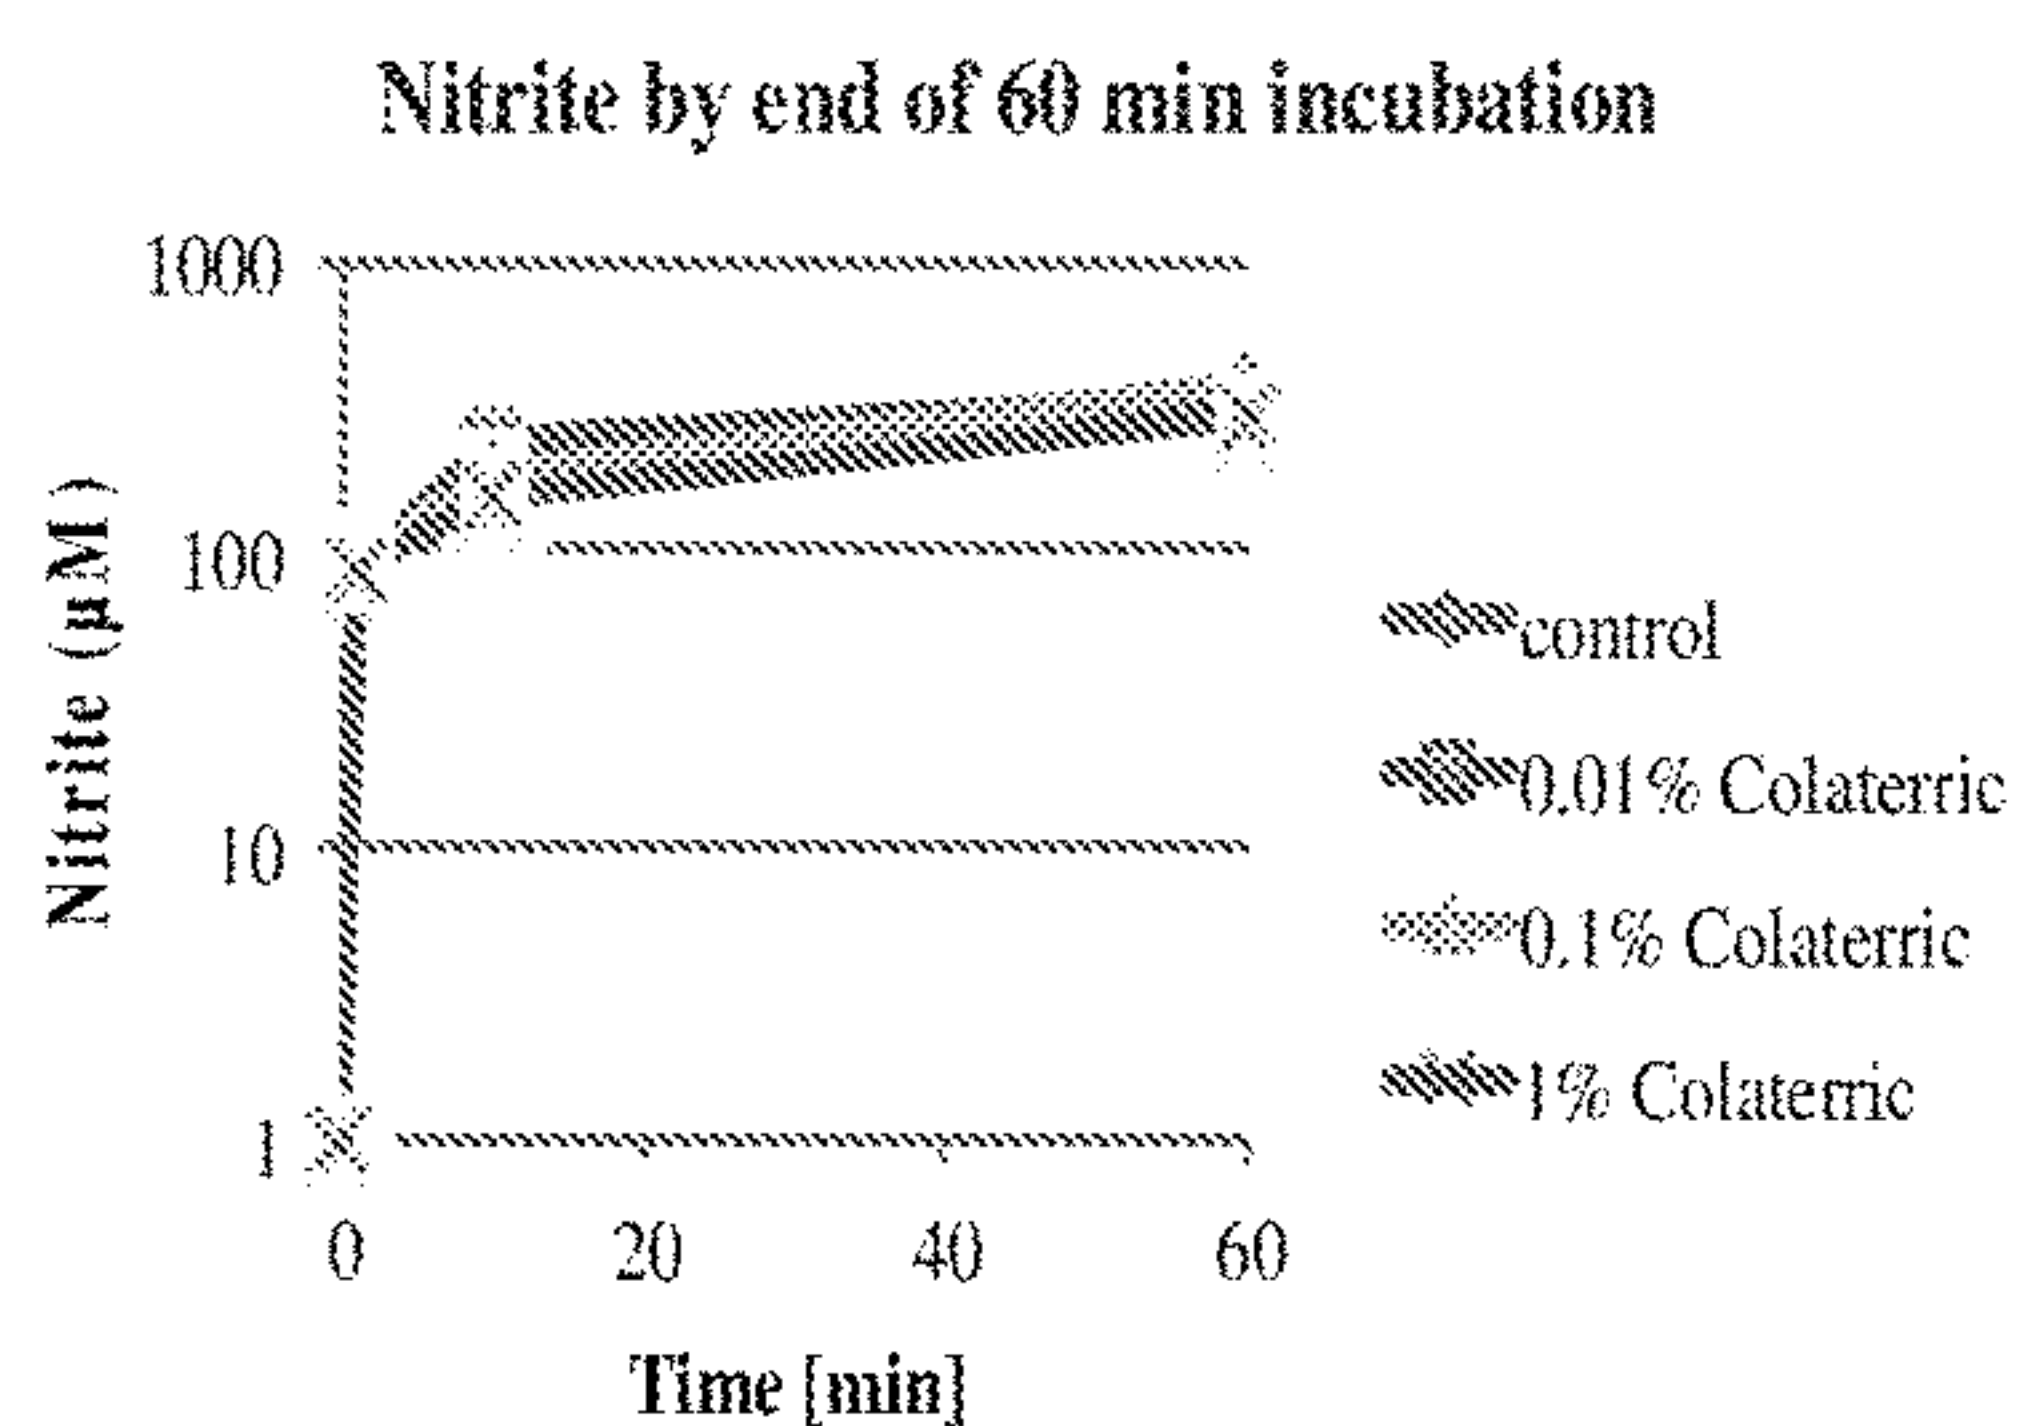 Nitrite by end of 60 min incubation
1000
100
10
1
Nitrite (µM)
0 20 40 60
Time [min]
control
0.01% Colaterric
0.1% Colaterric
1% Colaterric